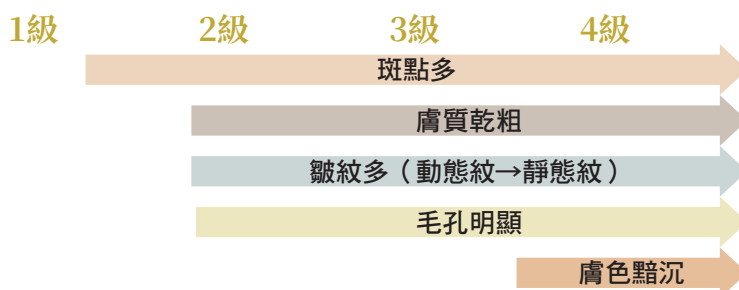 1級 2級 3級 4級
斑點多
膚質乾粗
皺紋多（動態紋→靜態紋）
毛孔明顯
膚色黯沉